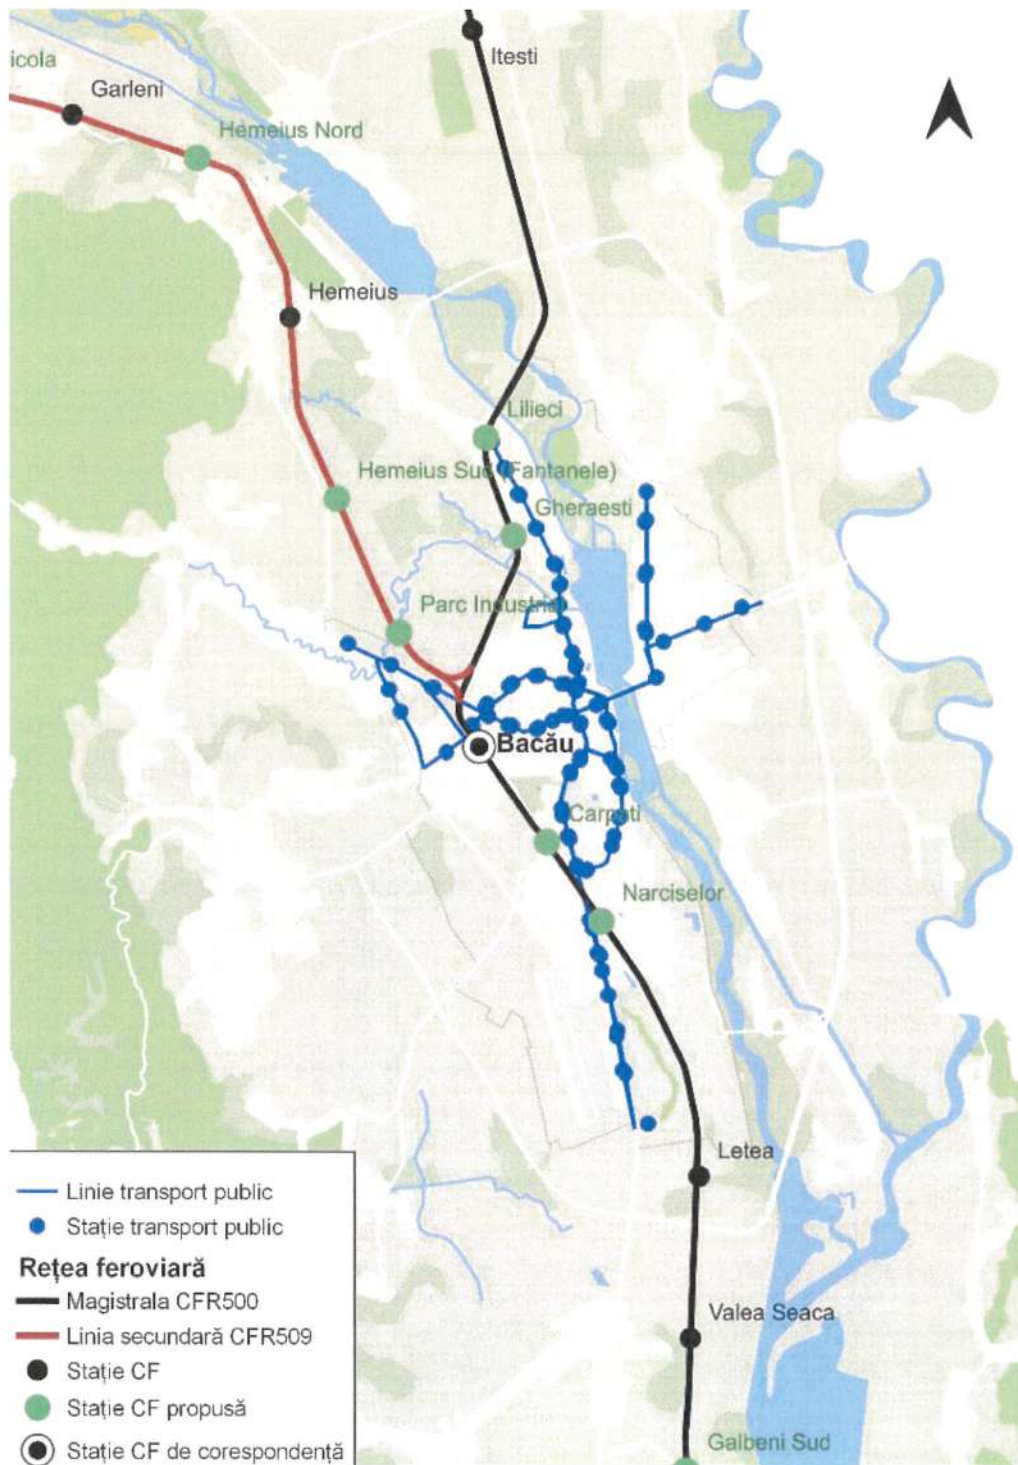 Itesti
icola
Garleni
Hemeius Nord
Hemeius
Lilieci
Hemeius Sud (Fantanele)
Gheraesti
Parc Industrial
Bacău
Carpati
Narciselor
Letea
Valea Seaca
Galbeni Sud
Linie transport public
Stație transport public
Rețea feroviară
Magistrala CFR500
Linia secundară CFR509
Stație CF
Stație CF propusă
Stație CF de corespondență